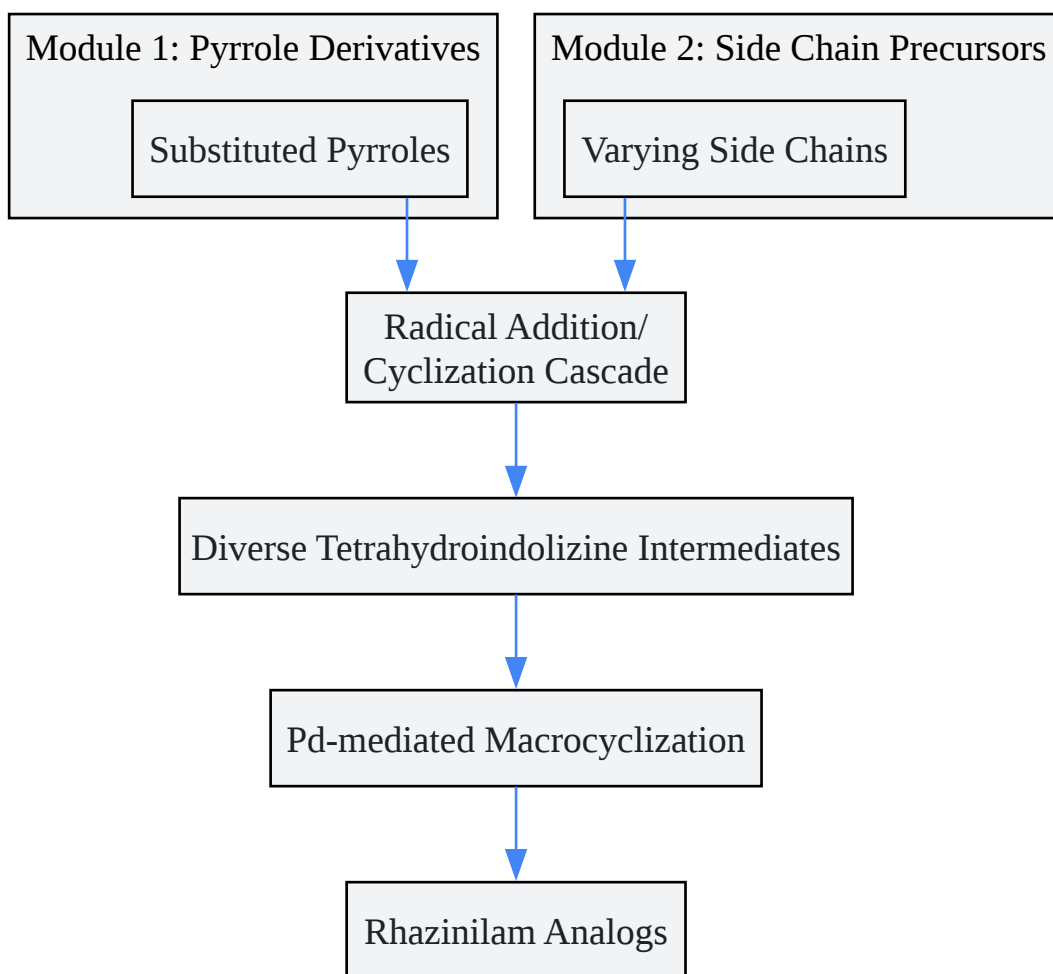 Module 1: Pyrrole Derivatives
Module 2: Side Chain Precursors
Substituted Pyrroles
Varying Side Chains
Radical Addition/
Cyclization Cascade
Diverse Tetrahydroindolizine Intermediates
Pd-mediated Macrocyclization
Rhazinilam Analogs